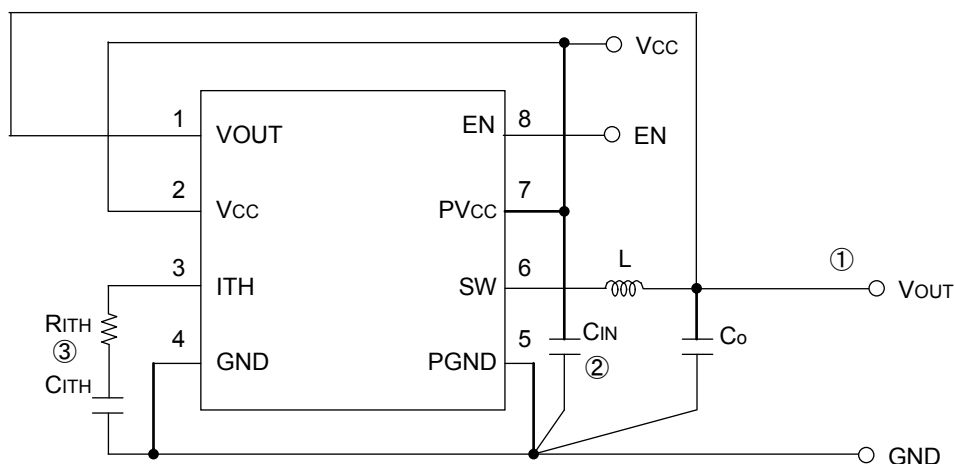 VCC
1
VOUT
EN
8
EN
2
VCC
PVCC
7
3
ITH
SW
6
L
①
VOUT
RITH
③
CITH
4
GND
PGND
5
CIN
②
Co
GND